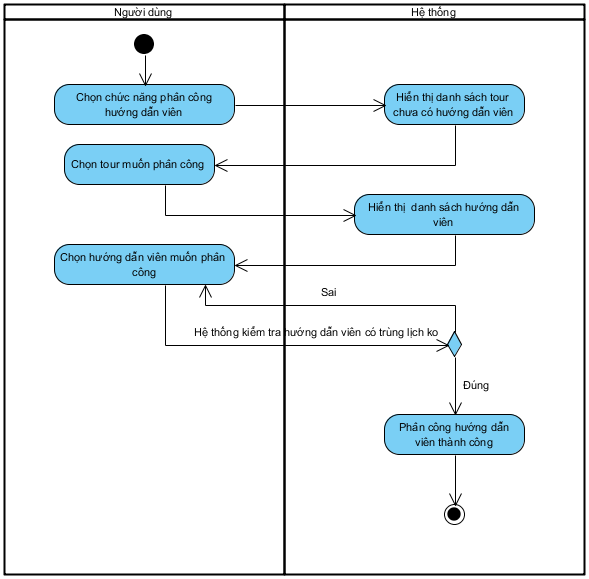 Người dùng
Hệ thống
Chọn chức năng phân công
hướng dẫn viên
Hiển thị danh sách tour
chưa có hướng dẫn viên
Chọn tour muốn phân công
Hiển thị danh sách hướng dẫn
viên
Chọn hướng dẫn viên muốn phân
công
Sai
Hệ thống kiểm tra hướng dẫn viên có trùng lịch ko
Đúng
Phân công hướng dẫn
viên thành công